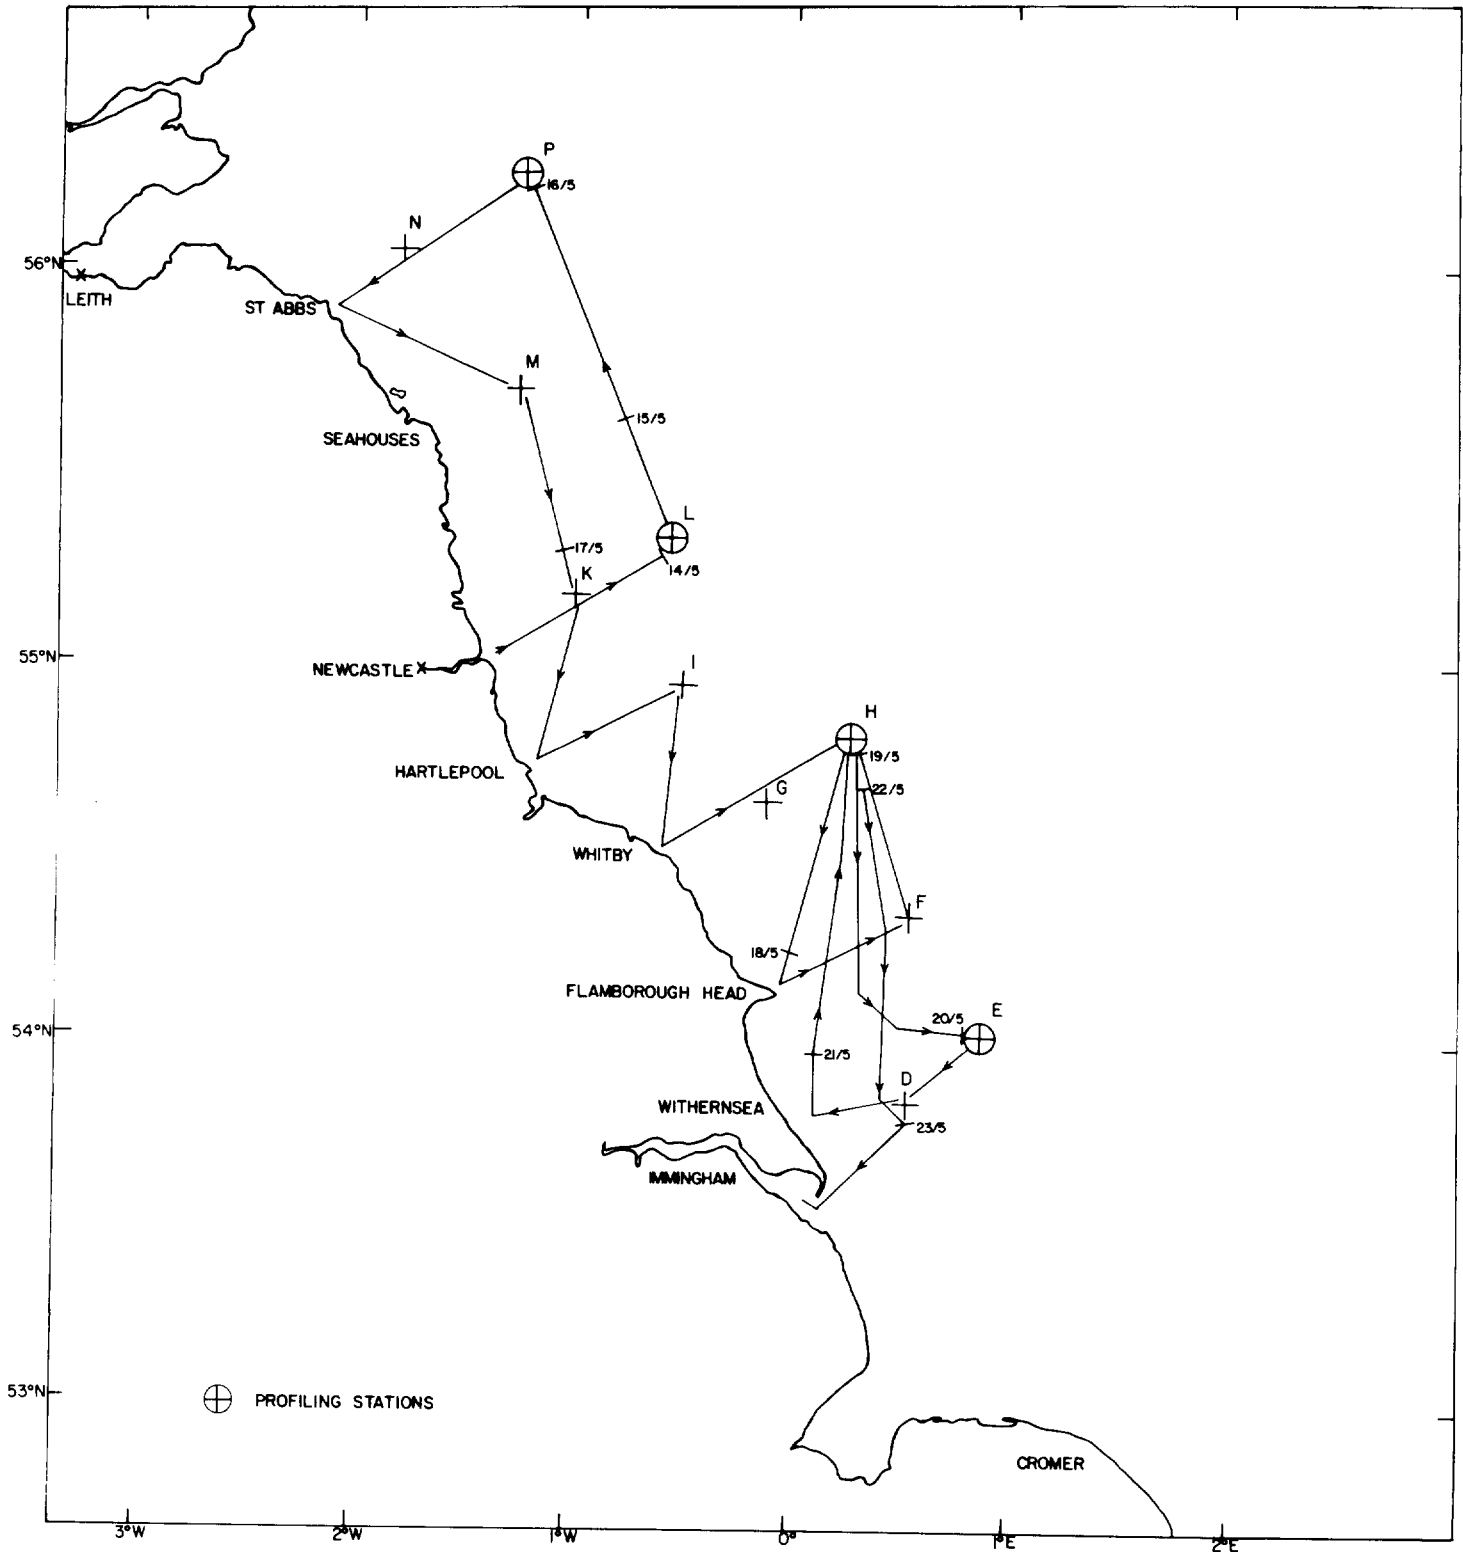 P
16/5
N
56°N
LEITH
ST ABBS
M
15/5
SEAHOUSES
L
17/5
14/5
K
55°N
NEWCASTLE
I
H
19/5
HARTLEPOOL
22/5
G
WHITBY
F
18/5
FLAMBOROUGH HEAD
E
20/5
54°N
21/5
D
WITHERNSEA
23/5
IMMINGHAM
53°N
PROFILING STATIONS
CROMER
3°W 2°W 1°W 0° 1°E 2°E